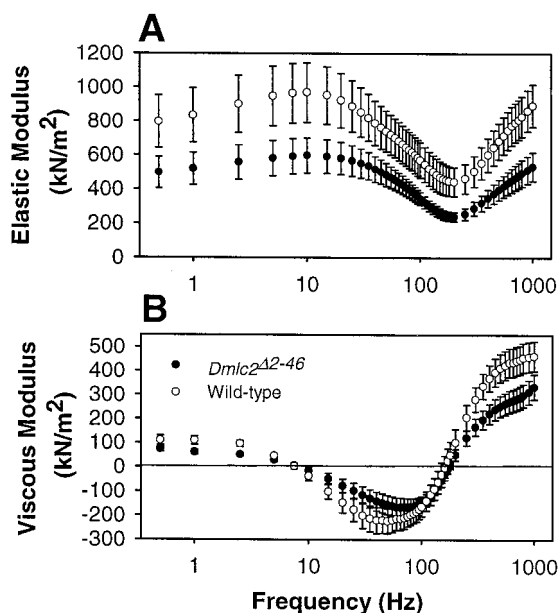 A
1200
1000
800
600
400
200
0
Elastic Modulus
(kN/m²)
1
10
100
1000
B
500
400
300
200
100
0
-100
-200
-300
Viscous Modulus
(kN/m²)
Dmlc2Δ2-46
Wild-type
1
10
100
1000
Frequency (Hz)